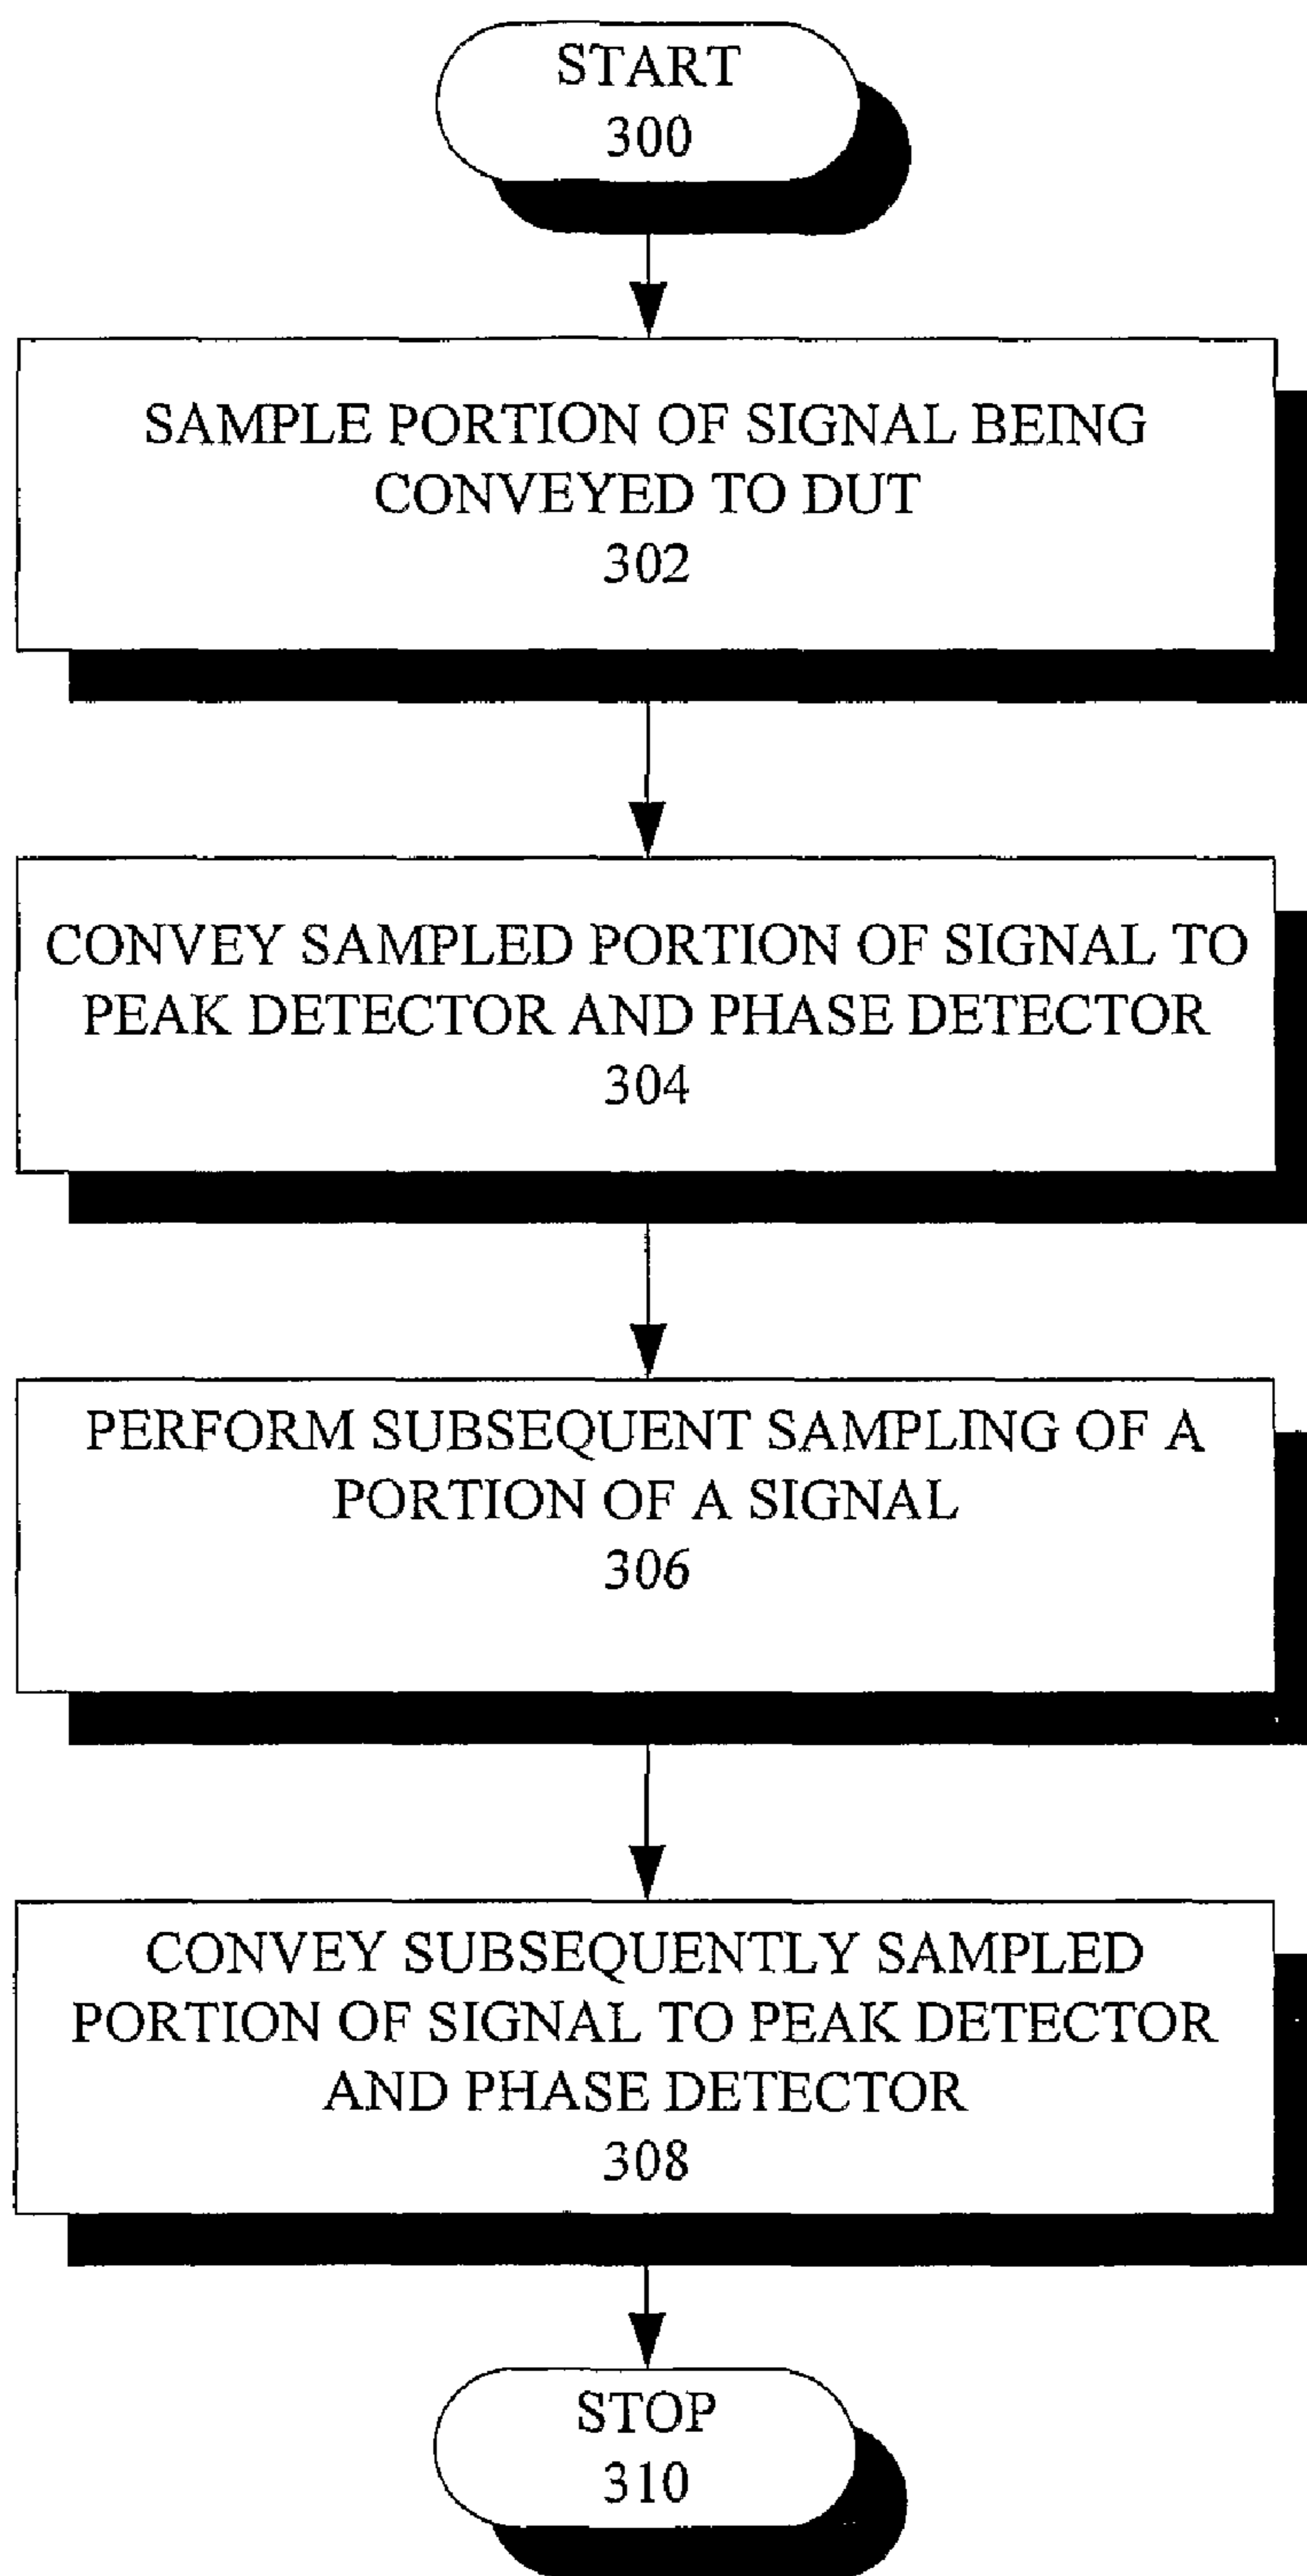 START
300
SAMPLE PORTION OF SIGNAL BEING
CONVEYED TO DUT
302
CONVEY SAMPLED PORTION OF SIGNAL TO
PEAK DETECTOR AND PHASE DETECTOR
304
PERFORM SUBSEQUENT SAMPLING OF A
PORTION OF A SIGNAL
306
CONVEY SUBSEQUENTLY SAMPLED
PORTION OF SIGNAL TO PEAK DETECTOR
AND PHASE DETECTOR
308
STOP
310